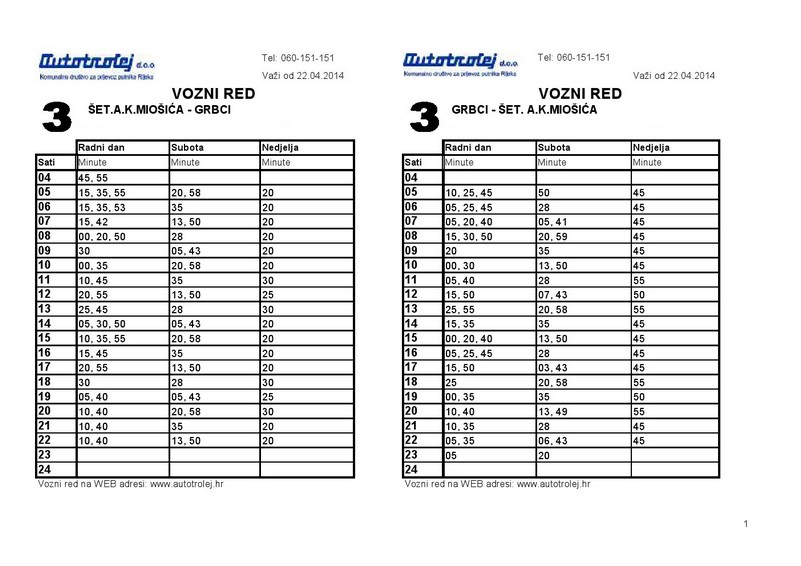 Autotrolej d.o.o.
Komunalno društvo za prijevoz putnika Rijeka
Tel: 060-151-151
Važi od 22.04.2014
VOZNI RED
3 ŠET.A.K.MIOŠIĆA - GRBCI
Radni dan Subota Nedjelja
Sati Minute Minute Minute
04 45, 55
05 15, 35, 55 20, 58 20
06 15, 35, 53 35 20
07 15, 42 13, 50 20
08 00, 20, 50 28 20
09 30 05, 43 20
10 00, 35 20, 58 20
11 10, 45 35 30
12 20, 55 13, 50 25
13 25, 45 28 30
14 05, 30, 50 05, 43 20
15 10, 35, 55 20, 58 20
16 15, 45 35 20
17 20, 55 13, 50 20
18 30 28 30
19 05, 40 05, 43 25
20 10, 40 20, 58 30
21 10, 40 35 20
22 10, 40 13, 50 20
23
24
Vozni red na WEB adresi: www.autotrolej.hr
Autotrolej d.o.o.
Komunalno društvo za prijevoz putnika Rijeka
Tel: 060-151-151
Važi od 22.04.2014
VOZNI RED
3 GRBCI - ŠET. A.K.MIOŠIĆA
Radni dan Subota Nedjelja
Sati Minute Minute Minute
04
05 10, 25, 45 50 45
06 05, 25, 45 28 45
07 05, 20, 40 05, 41 45
08 15, 30, 50 20, 59 45
09 20 35 45
10 00, 30 13, 50 45
11 05, 40 28 55
12 15, 50 07, 43 50
13 25, 55 20, 58 55
14 15, 35 35 45
15 00, 20, 40 13, 50 45
16 05, 25, 45 28 45
17 15, 50 03, 43 45
18 25 20, 58 55
19 00, 35 35 50
20 10, 40 13, 49 55
21 10, 35 28 45
22 05, 35 06, 43 45
23 05 20
24
Vozni red na WEB adresi: www.autotrolej.hr
1